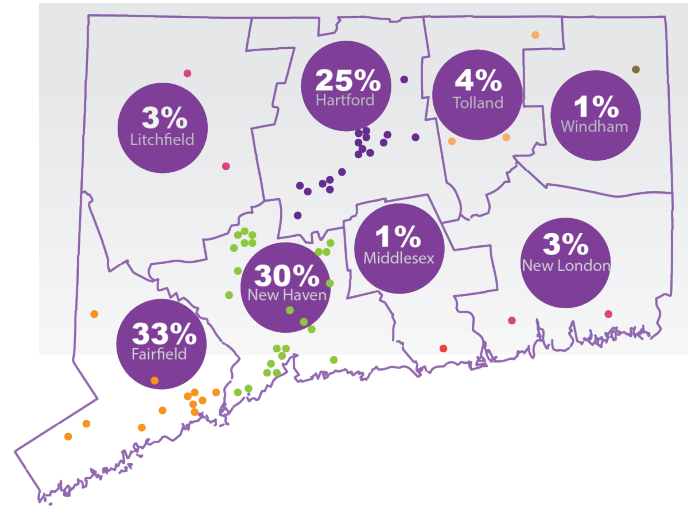 25%
Hartford
4%
Tolland
3%
Litchfield
1%
Windham
1%
Middlesex
3%
New London
30%
New Haven
33%
Fairfield